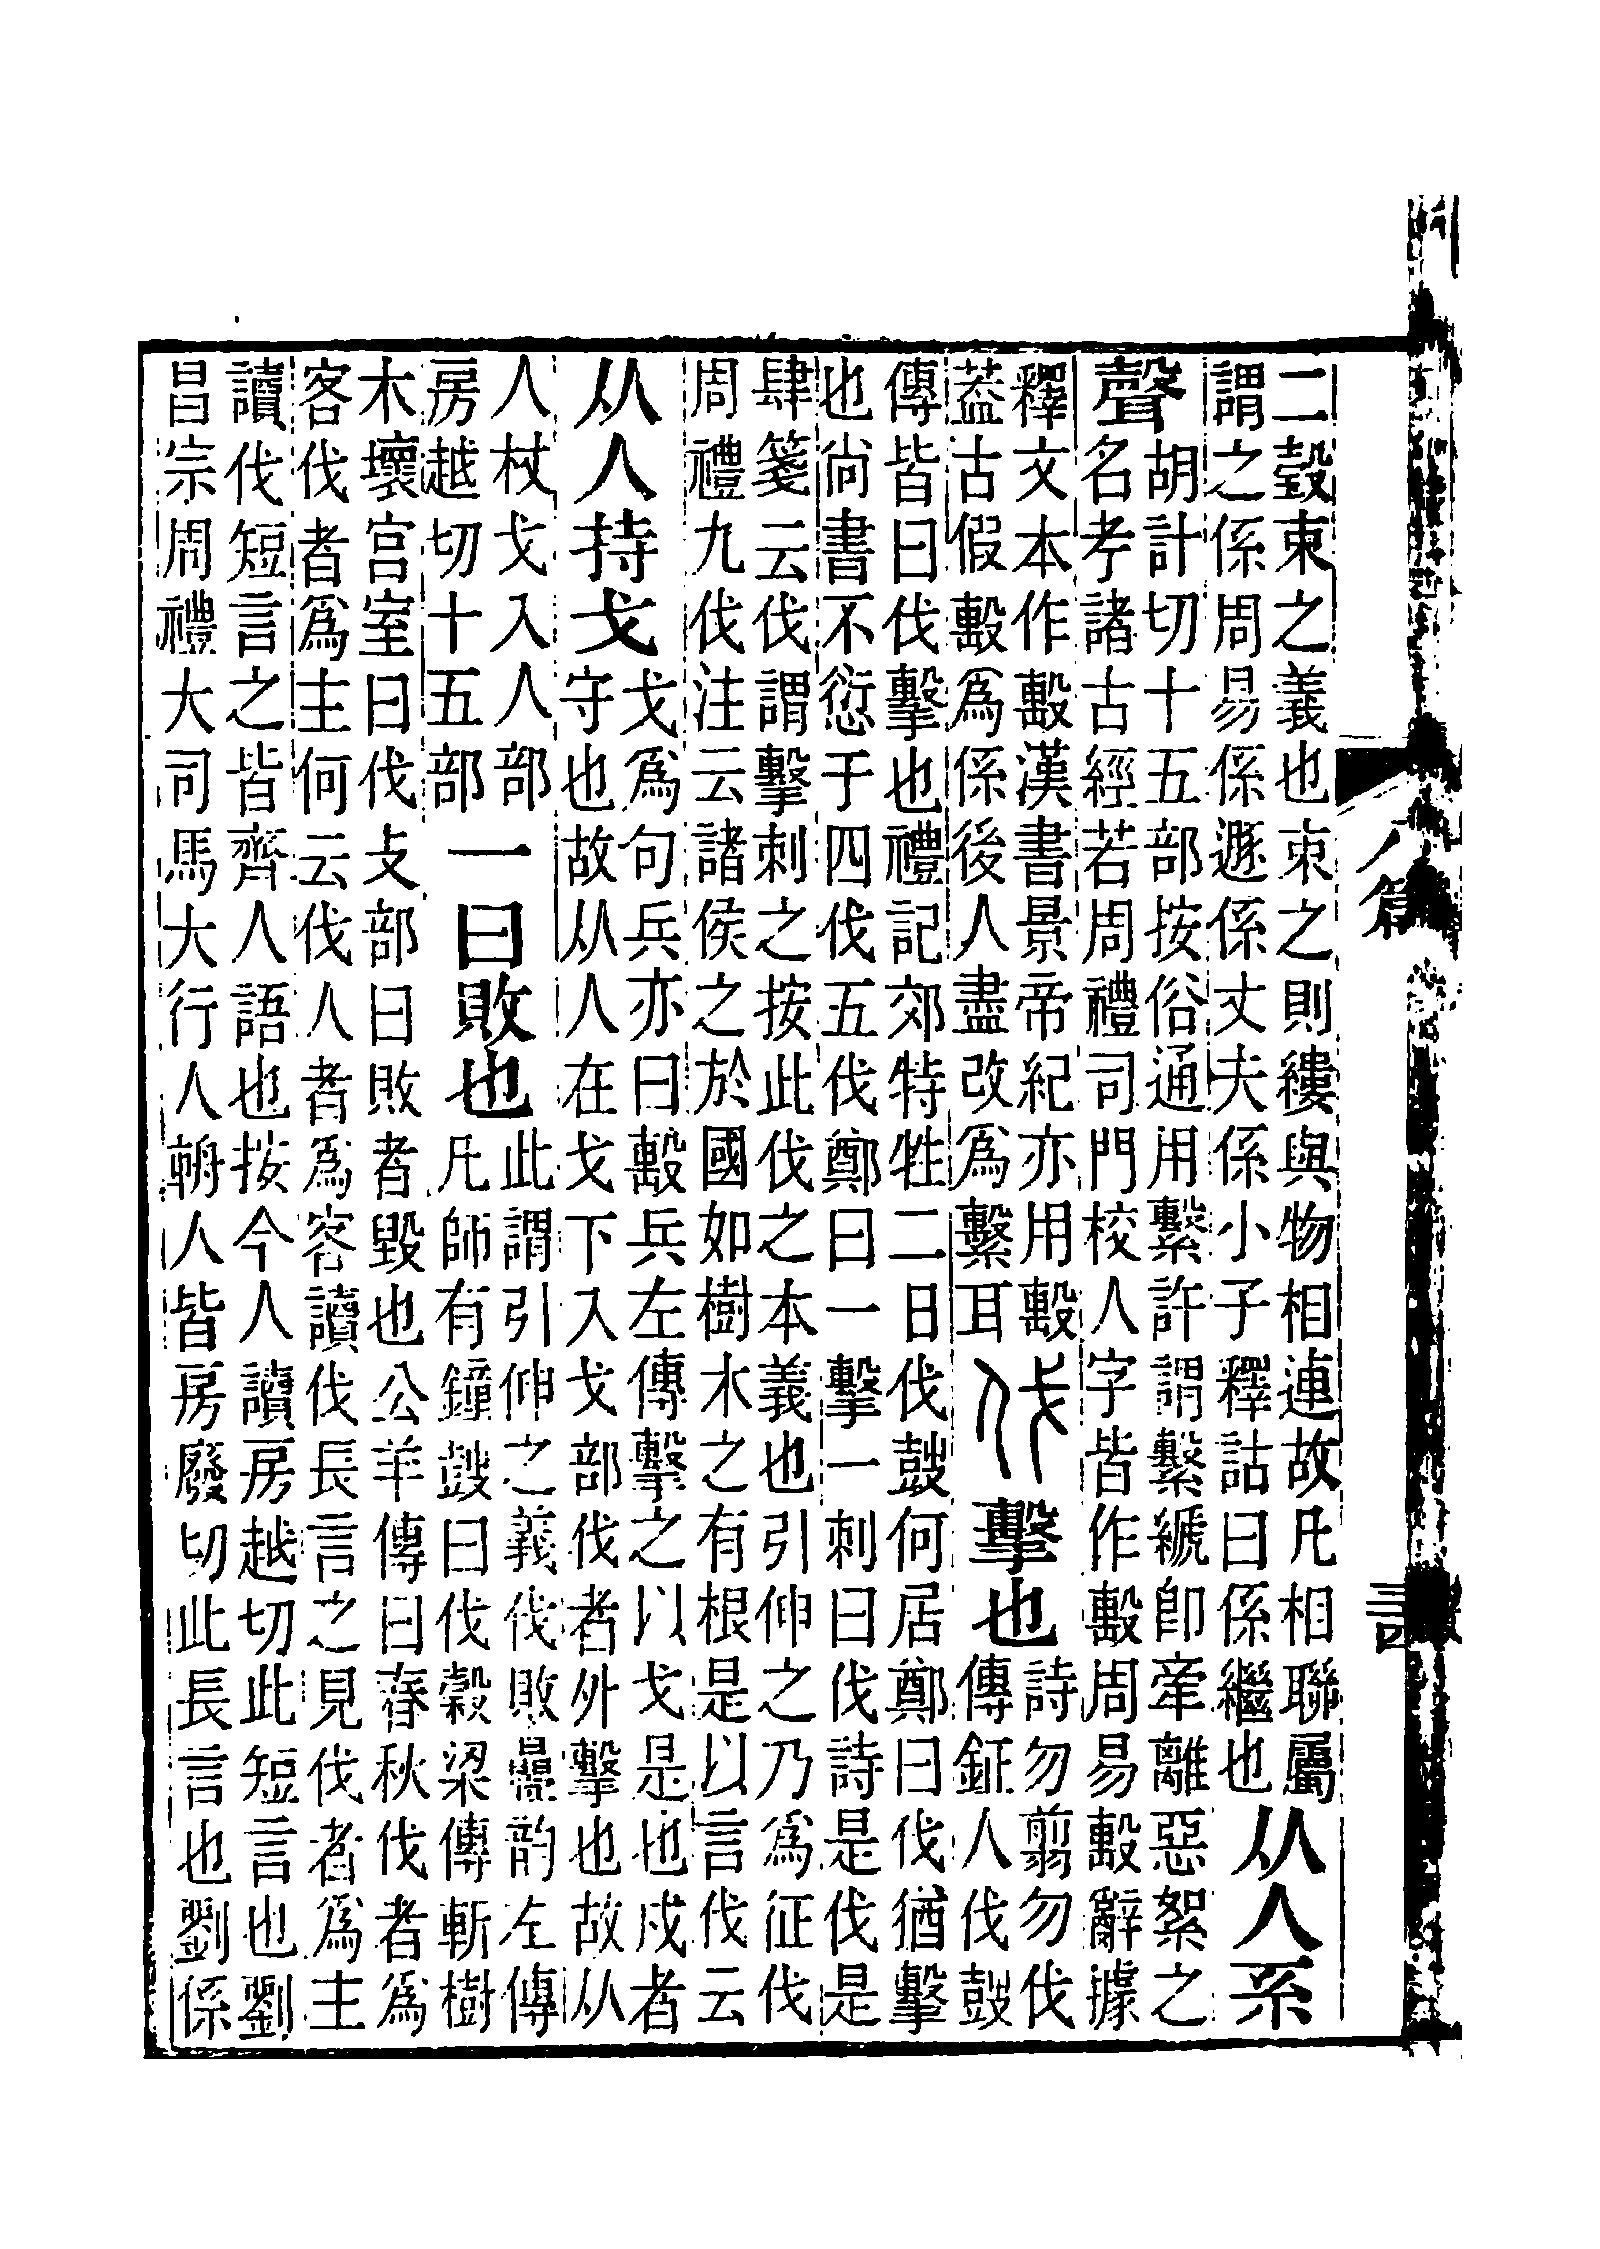 二㲄束之義也束之則縷與物相連故凡相聯屬
謂之係周易係遯係丈夫係小子釋詁曰係繼也
从人系
聲
胡計切十五部按俗通用繫許謂繫𦃇卽牽離惡絮之
名考諸古經若周禮司門校人字皆作毄周易毄辭據
釋文本作毄漢書景帝紀亦用毄
葢古假毄爲係後人盡改爲繫耳
伐擊也
詩勿翦勿伐
傳鉦人伐鼓
傳皆曰伐擊也禮記郊特牲二日伐鼓何居鄭曰伐猶擊
也尙書不愆于四伐五伐鄭曰一擊一刺曰伐詩是伐是
肆箋云伐謂擊刺之按此伐之本義也引伸之乃爲征伐
周禮九伐注云諸侯之於國如樹木之有根是以言伐云
从人持戈
戈爲句兵亦曰毄兵左傳擊之以戈是也戍者
守也故从人在戈下入戈部伐者外擊也故从
人杖戈入人部
房越切十五部
一曰敗也
此謂引伸之義伐敗曡韵左傳
凡師有鐘鼓曰伐穀梁傳斬樹
木壞宫室曰伐攴部曰敗者毀也公羊傳曰春秋伐者爲
客伐者爲主何云伐人者爲客讀伐長言之見伐者爲主
讀伐短言之皆齊人語也按今人讀房越切此短言也劉
昌宗周禮大司馬大行人輈人皆房廢切此長言也劉係
八篇